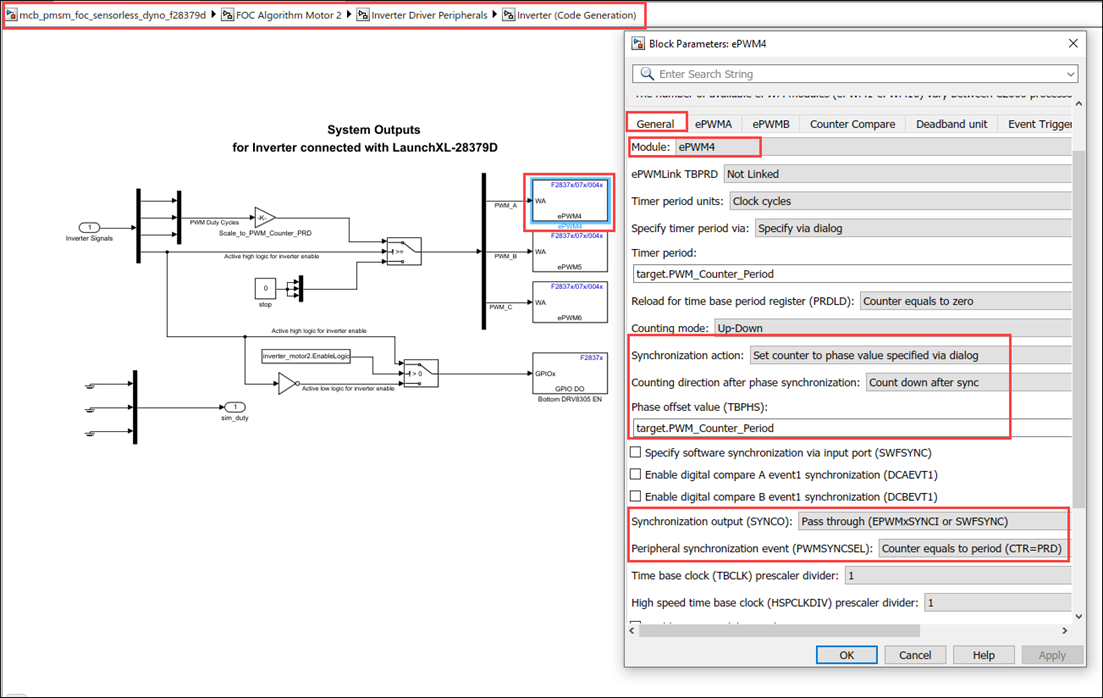 mcb_pmsm_foc_sensorless_dyno_f28379d FOC Algorithm Motor 2 Inverter Driver Peripherals Inverter (Code Generation)
System Outputs
for Inverter connected with LaunchXL-28379D
1
Inverter Signals
PWM Duty Cycles
-K-
Scale_to_PWM_Counter_PRD
Active high logic for inverter enable
>=
0
stop
Active high logic for inverter enable
inverter_motor2.EnableLogic
> 0
Active low logic for inverter enable
1
sim_duty
PWM_A
F2837x/07x/004x
WA
ePWM4
ePWM4
PWM_B
F2837x/07x/004x
WA
ePWM5
PWM_C
F2837x/07x/004x
WA
ePWM6
F2837x
GPIOx
GPIO DO
Bottom DRV8305 EN
Block Parameters: ePWM4
Enter Search String
General ePWMA ePWMB Counter Compare Deadband unit Event Trigger
Module: ePWM4
ePWMLink TBPRD Not Linked
Timer period units: Clock cycles
Specify timer period via: Specify via dialog
Timer period:
target.PWM_Counter_Period
Reload for time base period register (PRDLD): Counter equals to zero
Counting mode: Up-Down
Synchronization action: Set counter to phase value specified via dialog
Counting direction after phase synchronization: Count down after sync
Phase offset value (TBPHS):
target.PWM_Counter_Period
Specify software synchronization via input port (SWFSYNC)
Enable digital compare A event1 synchronization (DCAEVT1)
Enable digital compare B event1 synchronization (DCBEVT1)
Synchronization output (SYNCO): Pass through (EPWMxSYNCI or SWFSYNC)
Peripheral synchronization event (PWMSYNCSEL): Counter equals to period (CTR=PRD)
Time base clock (TBCLK) prescaler divider: 1
High speed time base clock (HSPCLKDIV) prescaler divider: 1
OK Cancel Help Apply